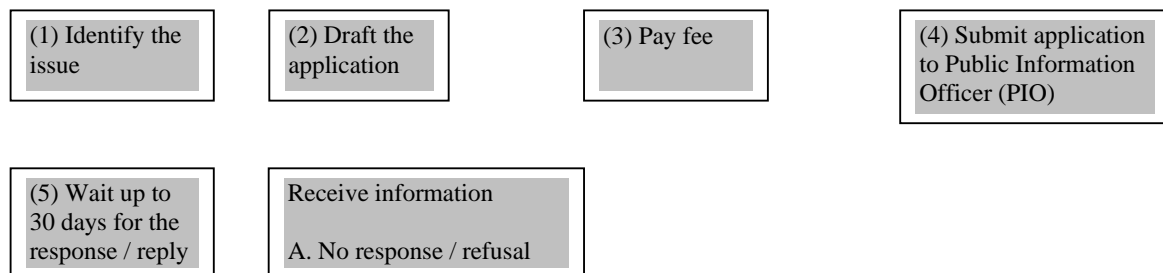 (1) Identify the
issue
(2) Draft the
application
(3) Pay fee
(4) Submit application
to Public Information
Officer (PIO)
(5) Wait up to
30 days for the
response / reply
Receive information
A. No response / refusal